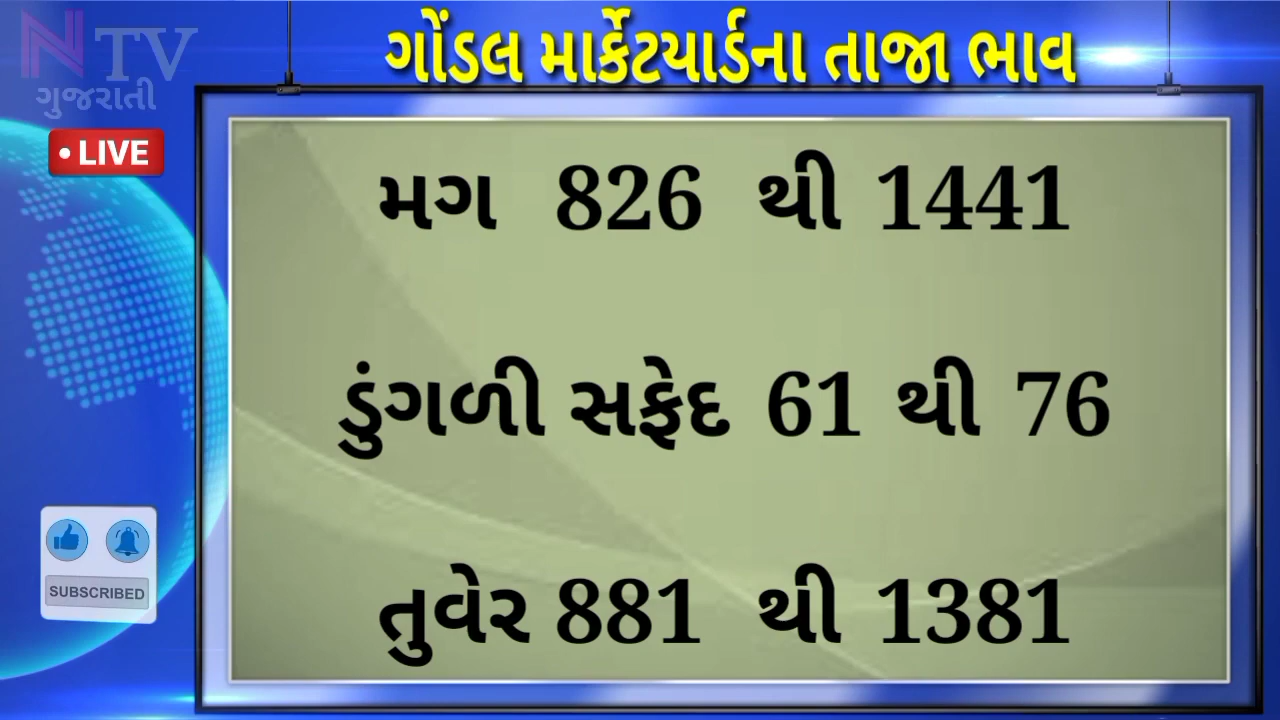 NTV
ગુજરાતી
LIVE
ગોંડલ માર્કેટયાર્ડના તાજા ભાવ
મગ 826 થી 1441
ડુંગળી સફેદ 61 થી 76
તુવેર 881 થી 1381
SUBSCRIBED